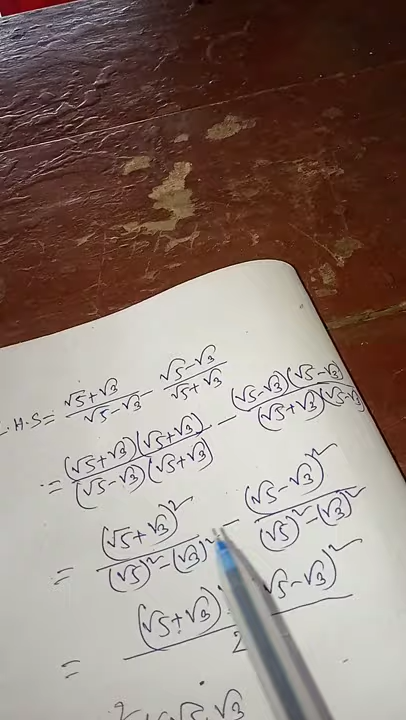 L.H.S = (√5+√3)/(√5-√3) - (√5-√3)/(√5+√3)
= (√5+√3)(√5+√3)/(√5-√3)(√5+√3) - (√5-√3)(√5-√3)/(√5+√3)(√5-√3)
= (√5+√3)²/(√5)²-(√3)² - (√5-√3)²/(√5)²-(√3)²
= (√5+√3)² √5-√3)²/2